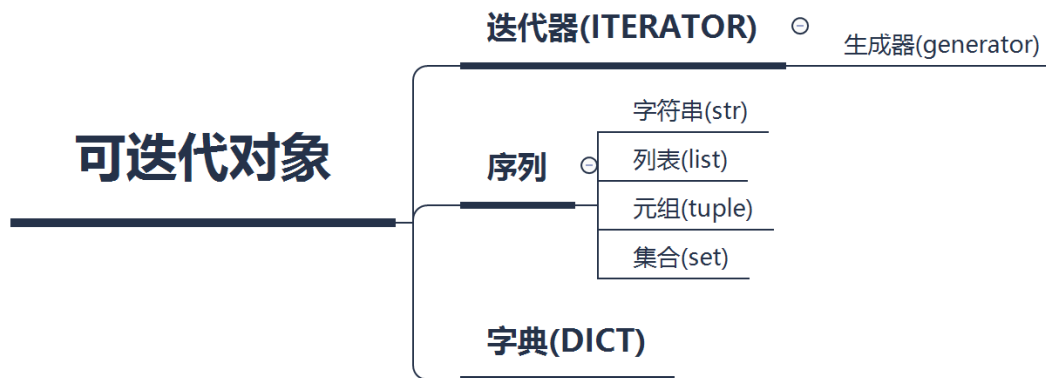 可迭代对象
迭代器(ITERATOR)
生成器(generator)
序列
字符串(str)
列表(list)
元组(tuple)
集合(set)
字典(DICT)